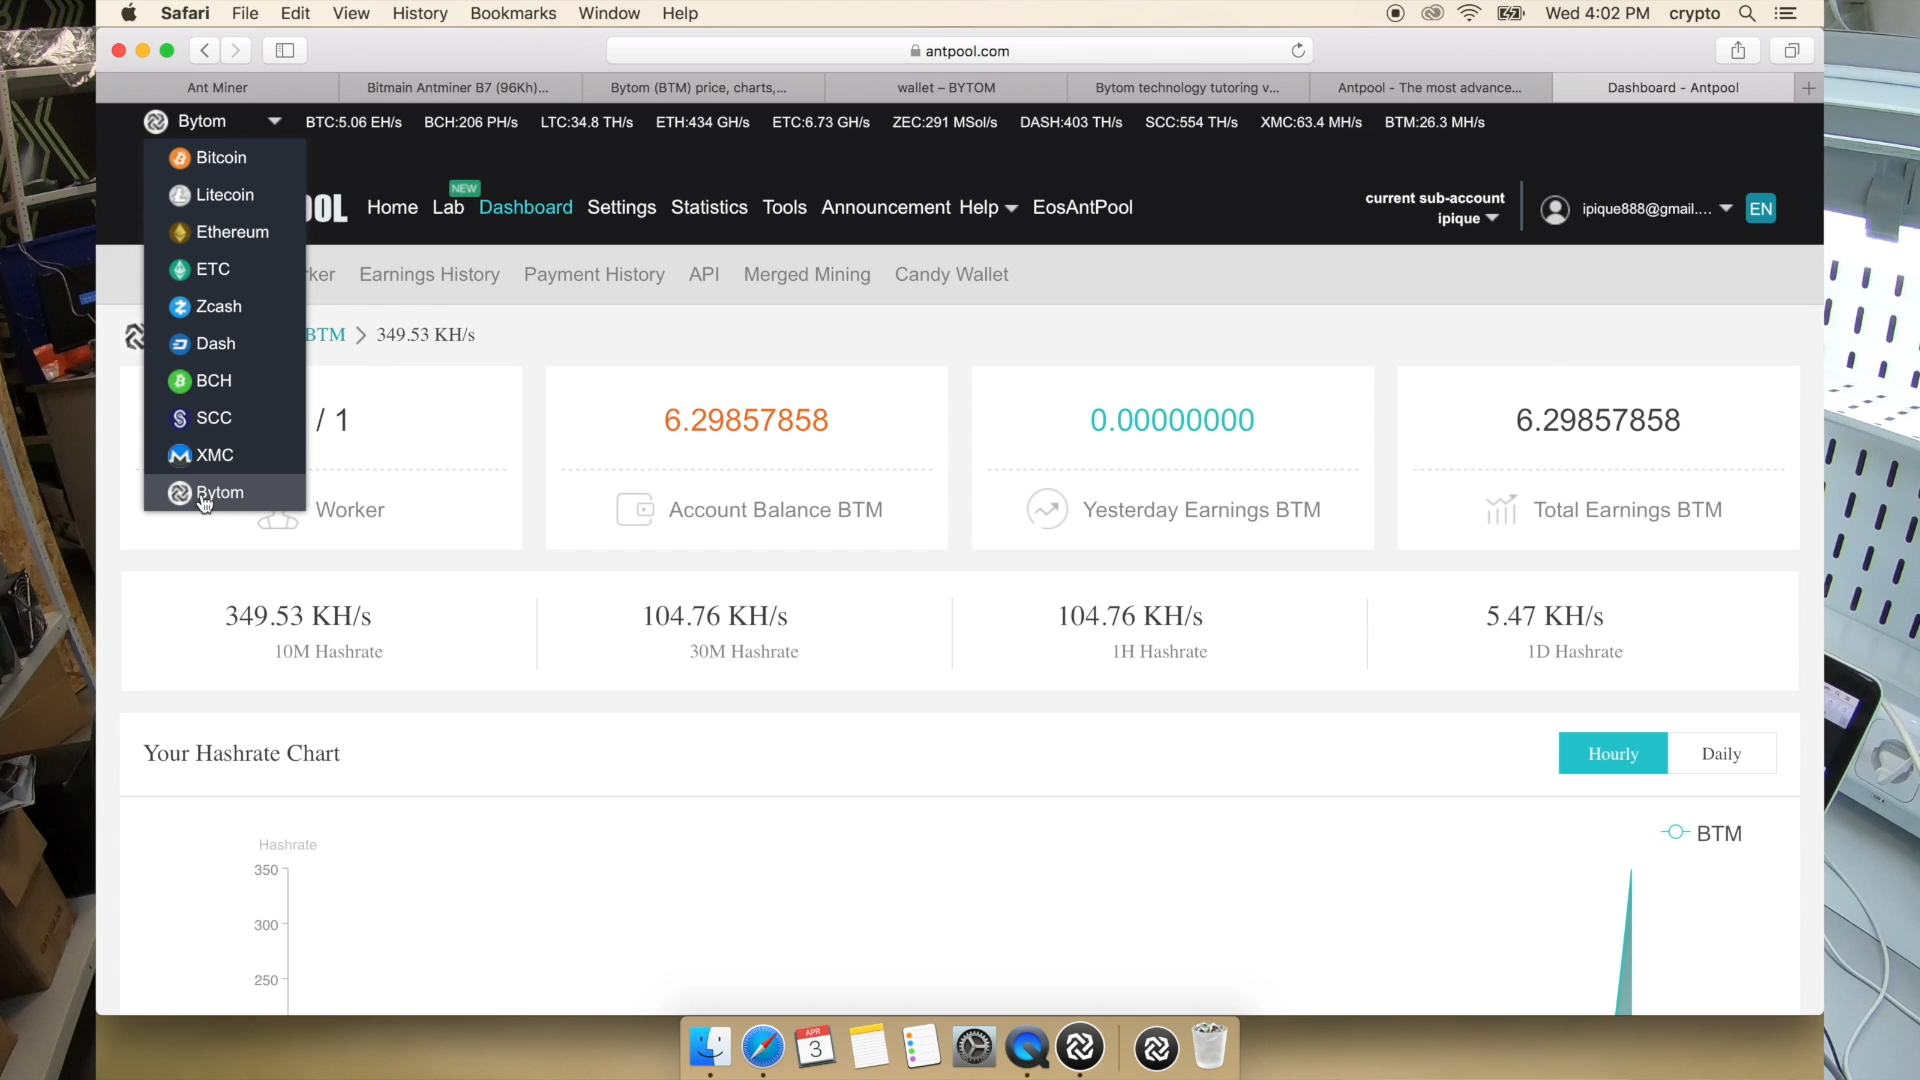 Safari File Edit View History Bookmarks Window Help Wed 4:02 PM crypto
antpool.com
Ant Miner Bitmain Antminer B7 (96Kh)... Bytom (BTM) price, charts,... wallet – BYTOM Bytom technology tutoring v... Antpool - The most advance... Dashboard - Antpool
Bytom BTC:5.06 EH/s BCH:206 PH/s LTC:34.8 TH/s ETH:434 GH/s ETC:6.73 GH/s ZEC:291 MSol/s DASH:403 TH/s SCC:554 TH/s XMC:63.4 MH/s BTM:26.3 MH/s
Bitcoin
Litecoin
Ethereum
ETC
Zcash
Dash
BCH
SCC
XMC
Bytom
NEW
OOL Home Lab Dashboard Settings Statistics Tools Announcement Help EosAntPool
current sub-account
ipique
ipique888@gmail.... EN
rker Earnings History Payment History API Merged Mining Candy Wallet
BTM > 349.53 KH/s
/ 1 6.29857858 0.00000000 6.29857858
Worker Account Balance BTM Yesterday Earnings BTM Total Earnings BTM
349.53 KH/s 104.76 KH/s 104.76 KH/s 5.47 KH/s
10M Hashrate 30M Hashrate 1H Hashrate 1D Hashrate
Your Hashrate Chart Hourly Daily
BTM
Hashrate
350
300
250
APR
3